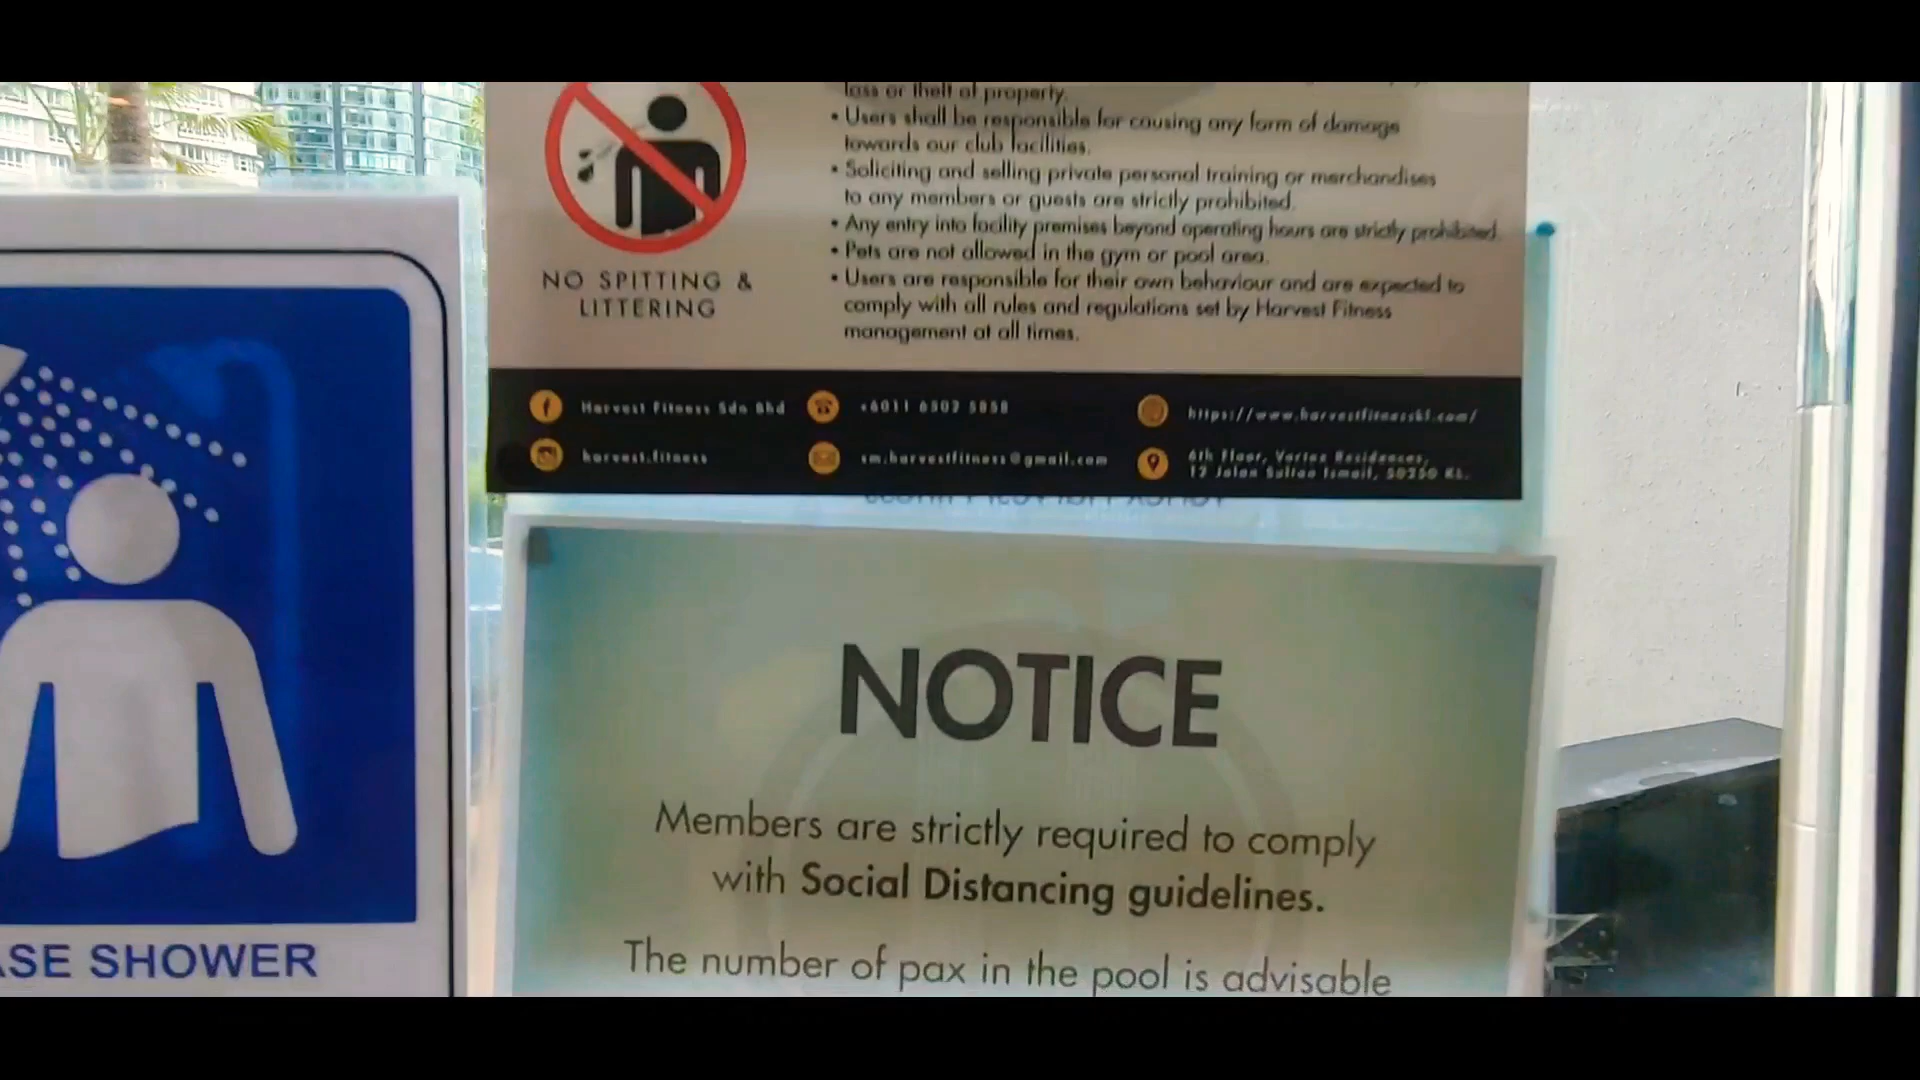 loss or theft of property.
• Users shall be responsible for causing any form of damage
towards our club facilities.
• Soliciting and selling private personal training or merchandises
to any members or guests are strictly prohibited.
• Any entry into facility premises beyond operating hours are strictly prohibited.
• Pets are not allowed in the gym or pool area.
• Users are responsible for their own behaviour and are expected to
comply with all rules and regulations set by Harvest Fitness
management at all times.
NO SPITTING &
LITTERING
Harvest Fitness Sdn Bhd
+6011 6502 5858
https://www.harvestfitnesskl.com/
harvest.fitness
sm.harvestfitness@gmail.com
6th Floor, Vortex Residences,
12 Jalan Sultan Ismail, 50250 KL.
NOTICE
Members are strictly required to comply
with Social Distancing guidelines.
The number of pax in the pool is advisable
ASE SHOWER